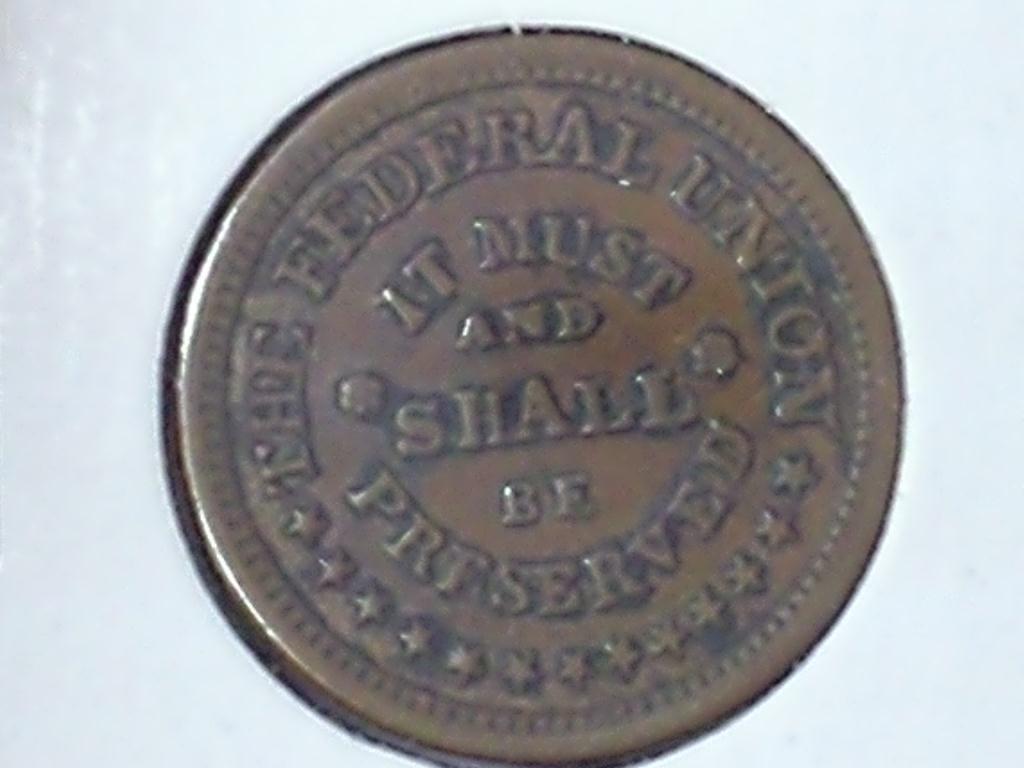 THE FEDERAL UNION
IT MUST
AND
SHALL
BE
PRESERVED